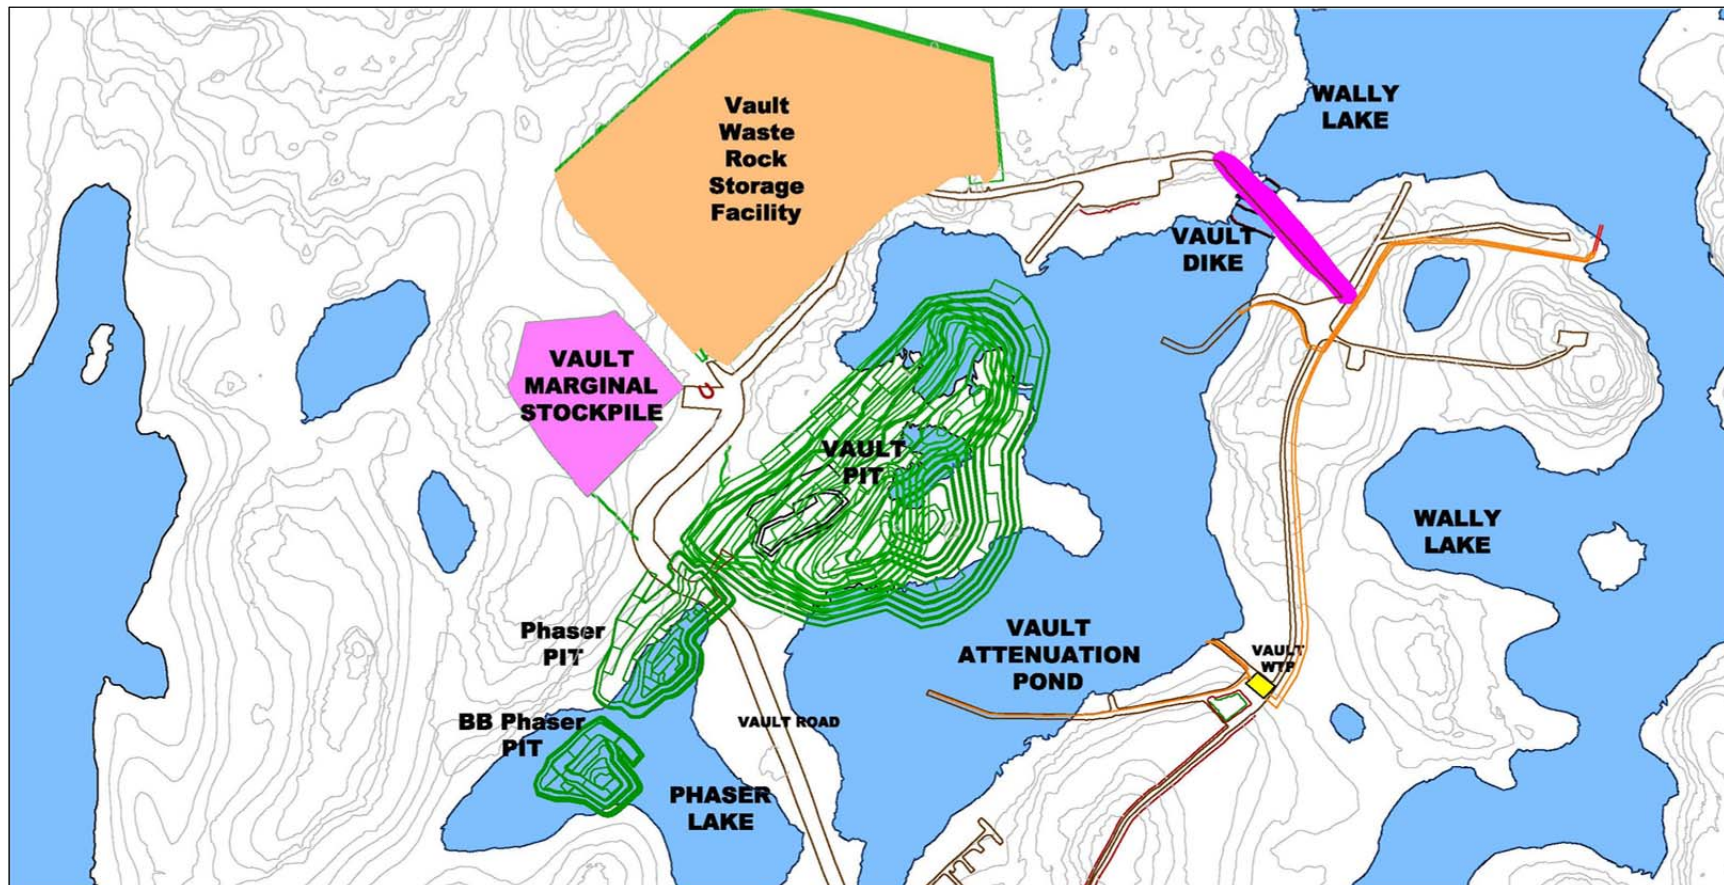 Vault
Waste
Rock
Storage
Facility
WALLY
LAKE
VAULT
DIKE
VAULT
MARGINAL
STOCKPILE
VAULT
PIT
WALLY
LAKE
Phaser
PIT
VAULT
ATTENUATION
POND
VAULT
WTP
BB Phaser
PIT
VAULT ROAD
PHASER
LAKE